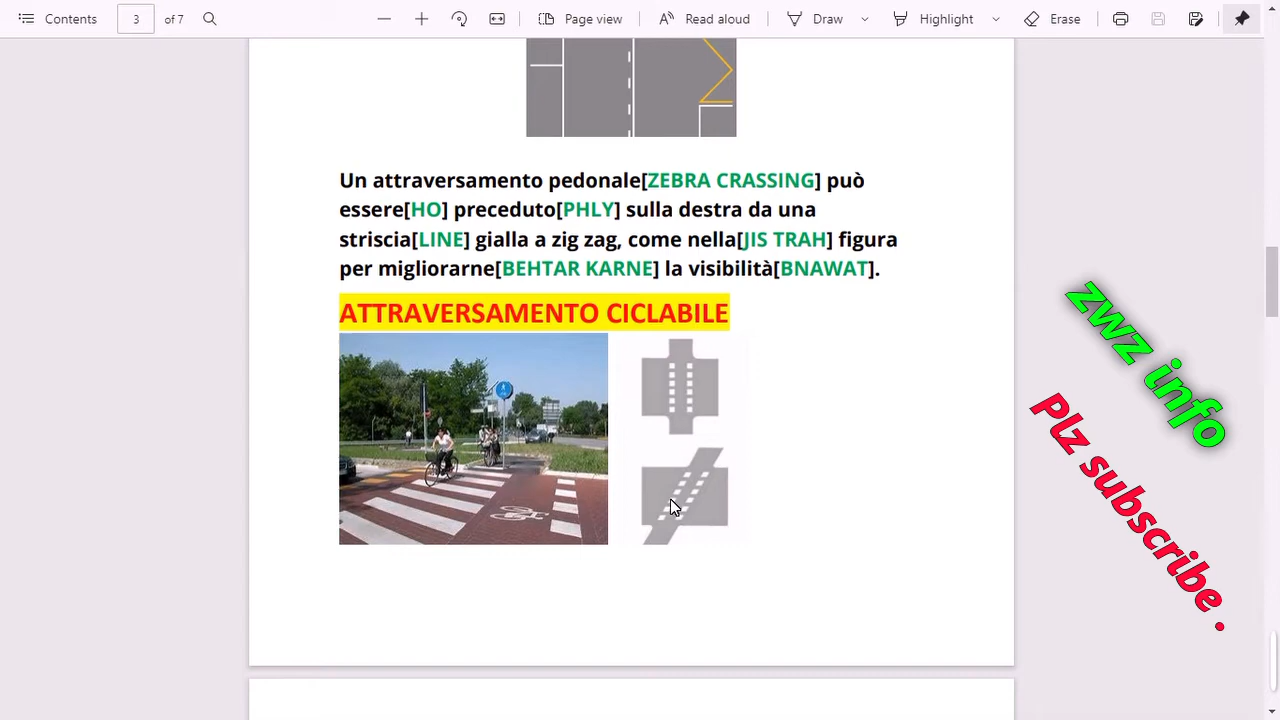 Contents
3
of 7
Page view
Read aloud
Draw
Highlight
Erase
Un attraversamento pedonale[ZEBRA CRASSING] può
essere[HO] preceduto[PHLY] sulla destra da una
striscia[LINE] gialla a zig zag, come nella[JIS TRAH] figura
per migliorarne[BEHTAR KARNE] la visibilità[BNAWAT].
ATTRAVERSAMENTO CICLABILE
zwz info
Plz subscribe .